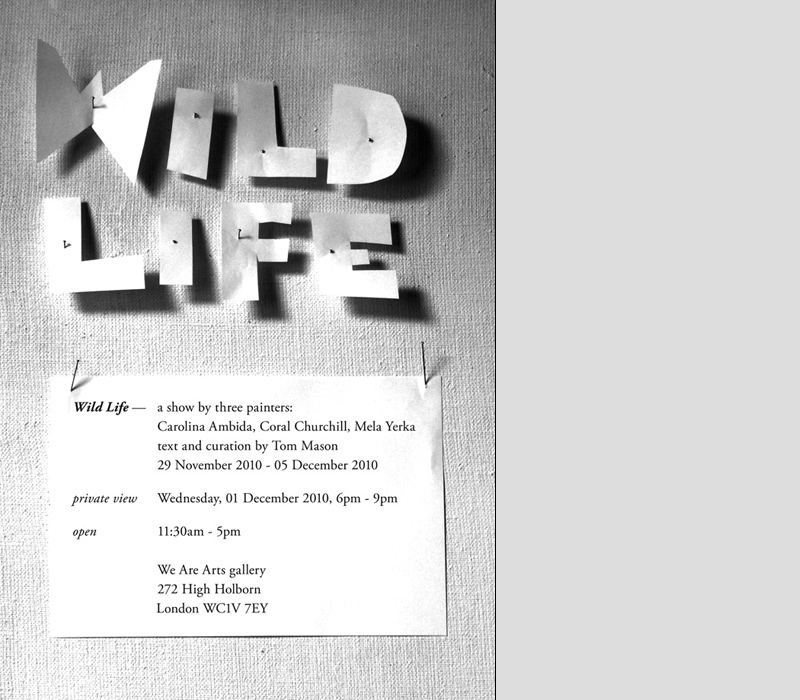 WILD
LIFE
Wild Life — a show by three painters:
Carolina Ambida, Coral Churchill, Mela Yerka
text and curation by Tom Mason
29 November 2010 - 05 December 2010
private view Wednesday, 01 December 2010, 6pm - 9pm
open 11:30am - 5pm
We Are Arts gallery
272 High Holborn
London WC1V 7EY